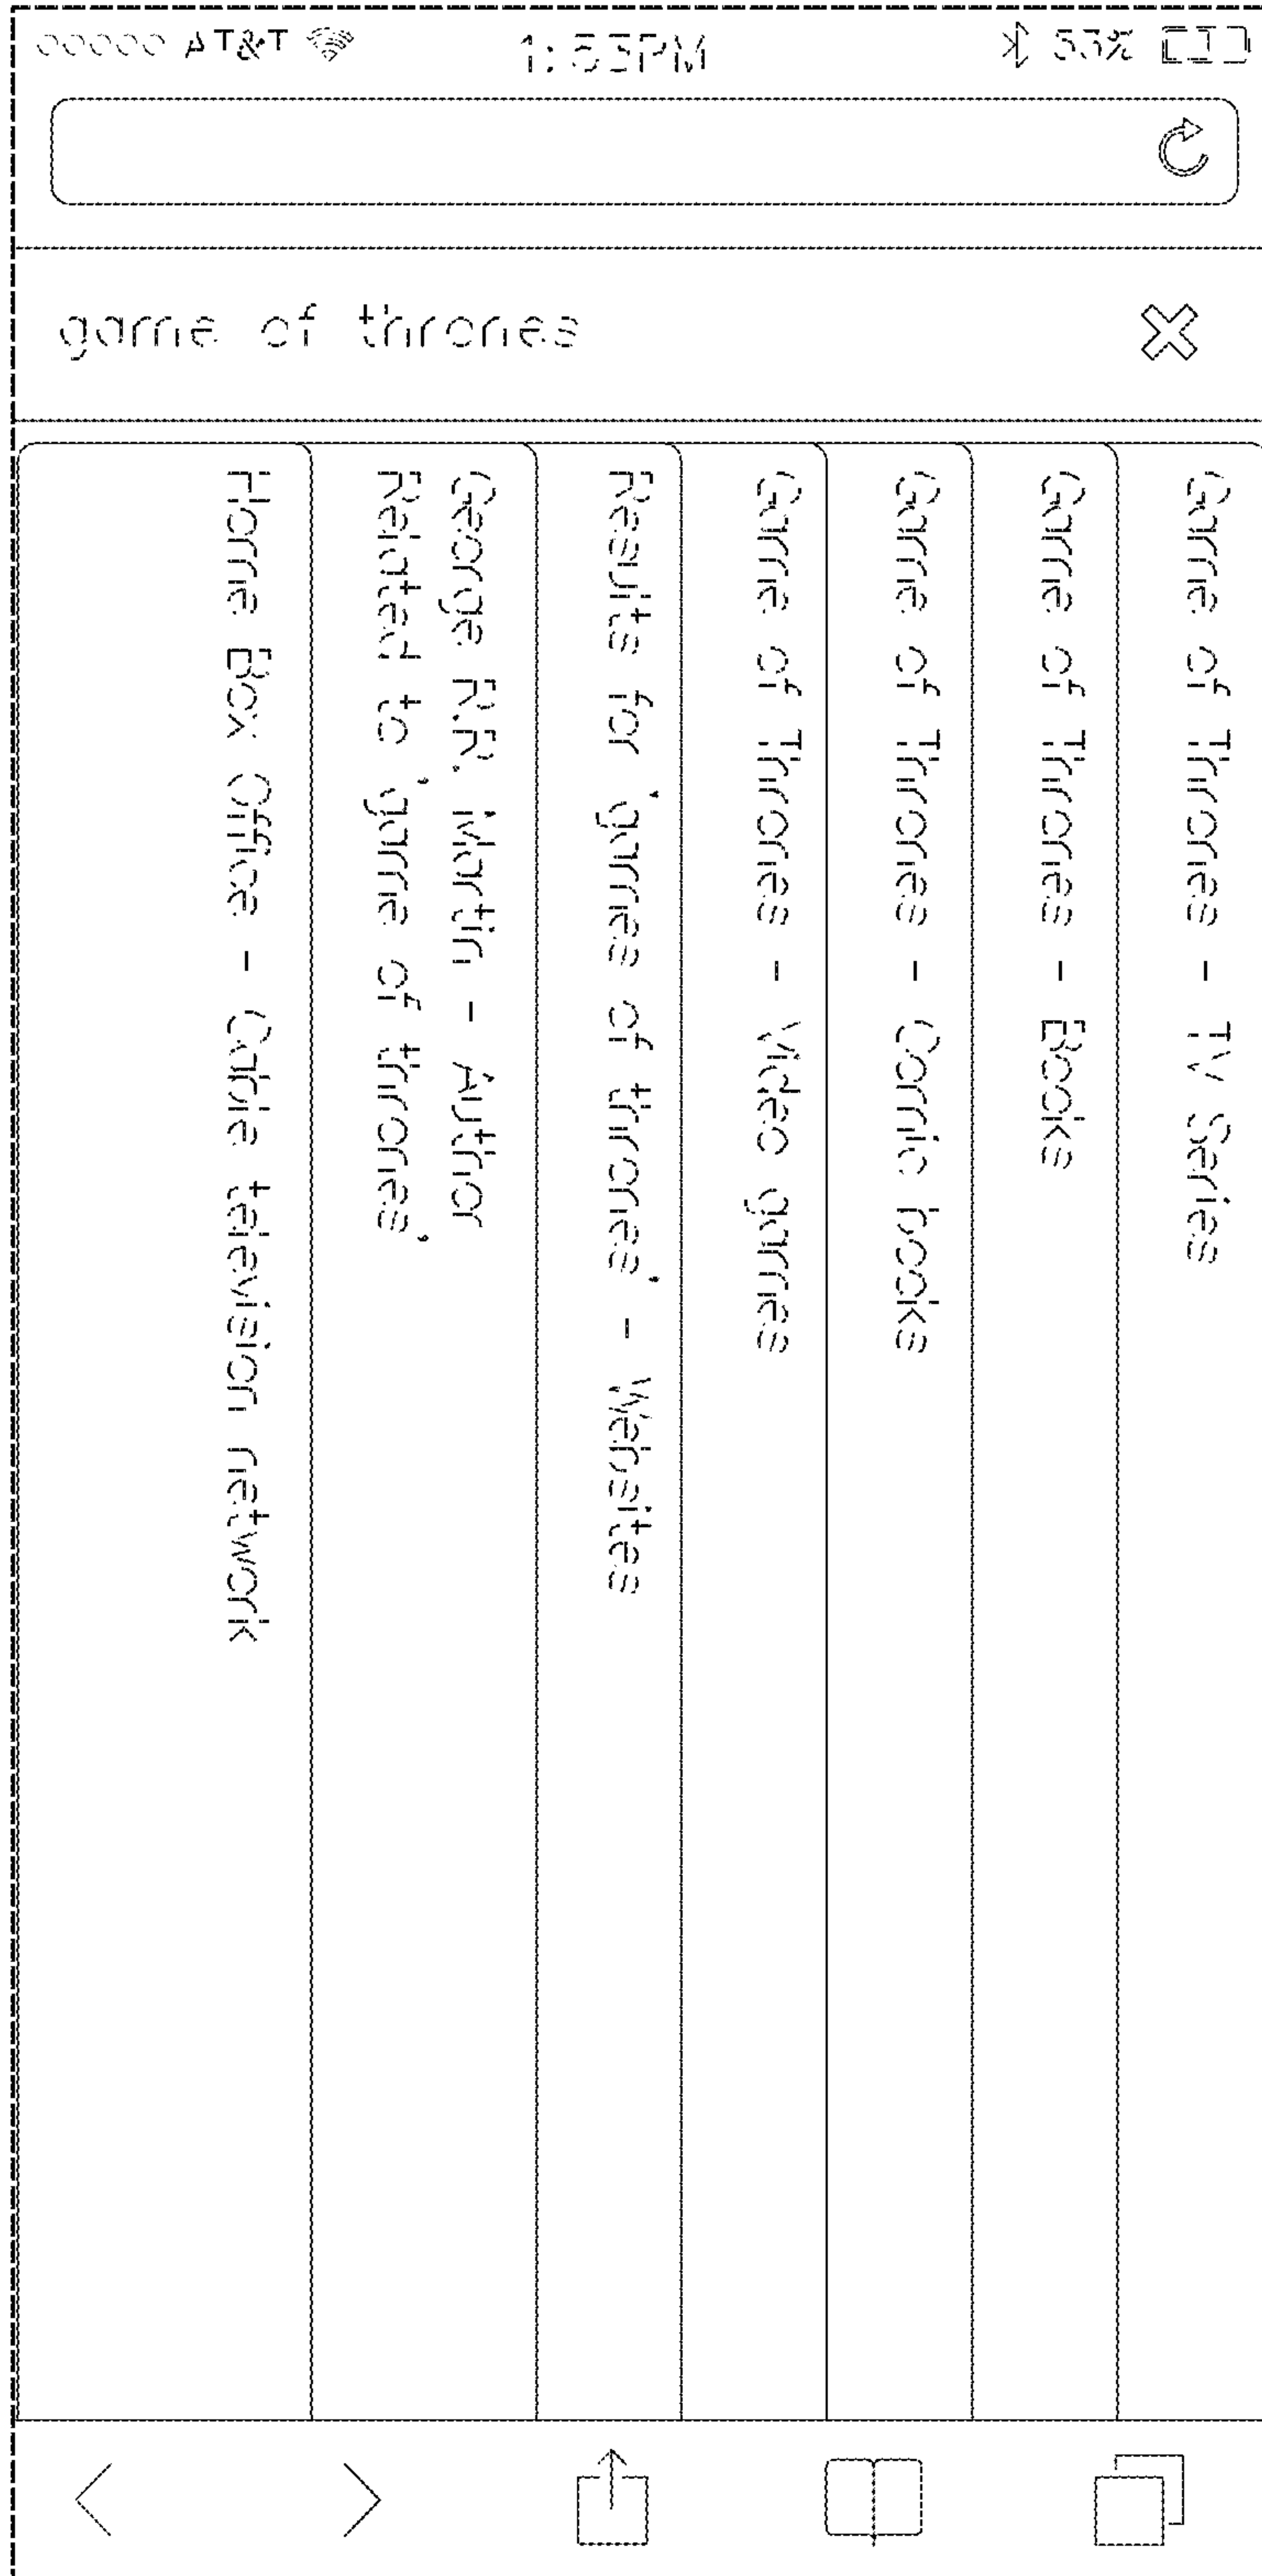 AT&T 1:53PM 53%
game of thrones
Game of Thrones - TV Series
Game of Thrones - Books
Game of Thrones - Comic books
Game of Thrones - Video games
Results for 'games of thrones' - Websites
George R.R. Martin - Author
Related to 'game of thrones'
Home Box Office - Cable television network